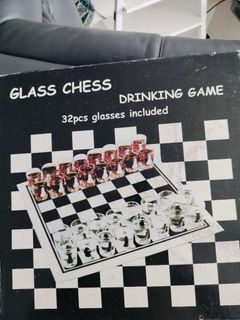 GLASS CHESS
DRINKING GAME
32pcs glasses included